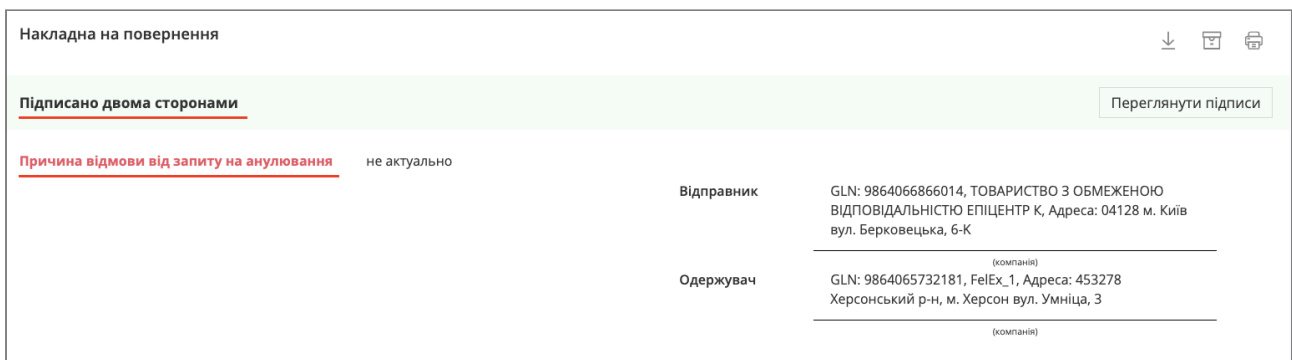 Накладна на повернення
Підписано двома сторонами
Переглянути підписи
Причина відмови від запиту на анулювання не актуально
Відправник GLN: 9864066866014, ТОВАРИСТВО З ОБМЕЖЕНОЮ
ВІДПОВІДАЛЬНІСТЮ ЕПІЦЕНТР К, Адреса: 04128 м. Київ
вул. Берковецька, 6-К
(компанія)
Одержувач GLN: 9864065732181, FelEx_1, Адреса: 453278
Херсонський р-н, м. Херсон вул. Умніца, 3
(компанія)